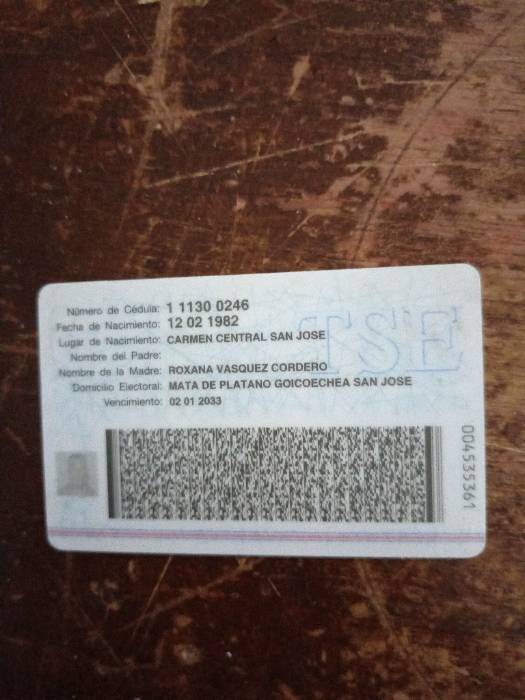 Número de Cédula: 1 1130 0246
Fecha de Nacimiento: 12 02 1982
Lugar de Nacimiento: CARMEN CENTRAL SAN JOSE
Nombre del Padre:
Nombre de la Madre: ROXANA VASQUEZ CORDERO
Domicilio Electoral: MATA DE PLATANO GOICOECHEA SAN JOSE
Vencimiento: 02 01 2033
TSE
004535361